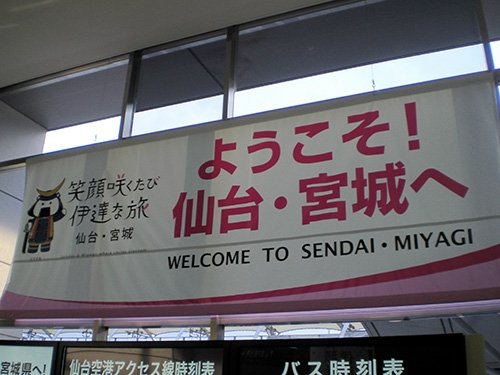 ようこそ!
仙台・宮城へ
WELCOME TO SENDAI・MIYAGI
笑顔咲くたび
伊達な旅
仙台・宮城
宮城県へ!
仙台空港アクセス線時刻表
バス時刻表